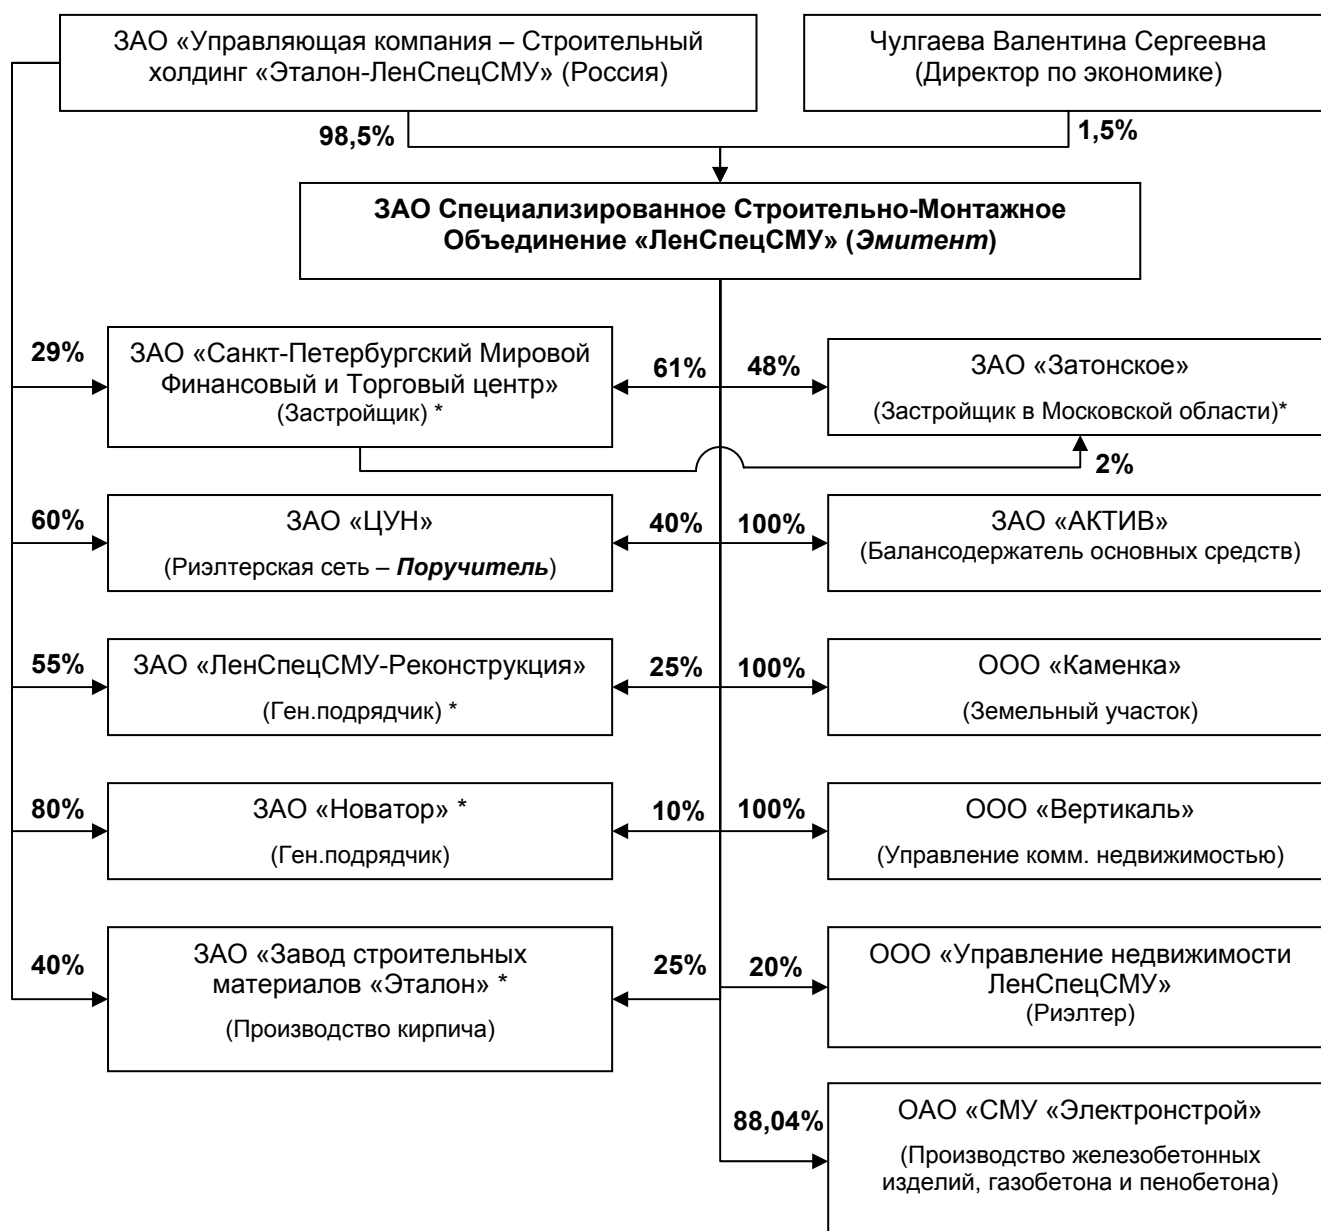 ЗАО «Управляющая компания – Строительный
холдинг «Эталон-ЛенСпецСМУ» (Россия)
Чулгаева Валентина Сергеевна
(Директор по экономике)
98,5%
1,5%
ЗАО Специализированное Строительно-Монтажное
Объединение «ЛенСпецСМУ» (Эмитент)
29%
ЗАО «Санкт-Петербургский Мировой
Финансовый и Торговый центр»
(Застройщик) *
61%
48%
ЗАО «Затонское»
(Застройщик в Московской области)*
2%
60%
ЗАО «ЦУН»
(Риэлтерская сеть – Поручитель)
40%
100%
ЗАО «АКТИВ»
(Балансодержатель основных средств)
55%
ЗАО «ЛенСпецСМУ-Реконструкция»
(Ген.подрядчик) *
25%
100%
ООО «Каменка»
(Земельный участок)
80%
ЗАО «Новатор» *
(Ген.подрядчик)
10%
100%
ООО «Вертикаль»
(Управление комм. недвижимостью)
40%
ЗАО «Завод строительных
материалов «Эталон» *
(Производство кирпича)
25%
20%
ООО «Управление недвижимости
ЛенСпецСМУ»
(Риэлтер)
88,04%
ОАО «СМУ «Электронстрой»
(Производство железобетонных
изделий, газобетона и пенобетона)